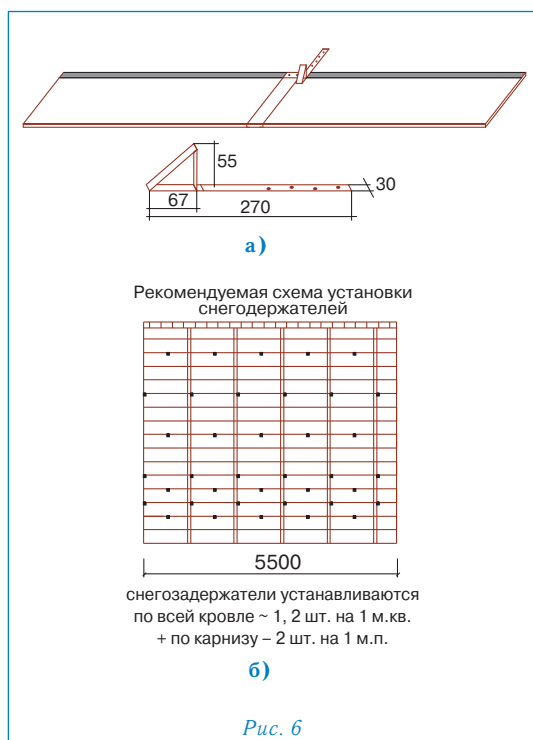 55
30
67
270
а)
Рекомендуемая схема установки
снегодержателей
5500
снегозадержатели устанавливаются
по всей кровле ~ 1, 2 шт. на 1 м.кв.
+ по карнизу – 2 шт. на 1 м.п.
б)
Рис. 6